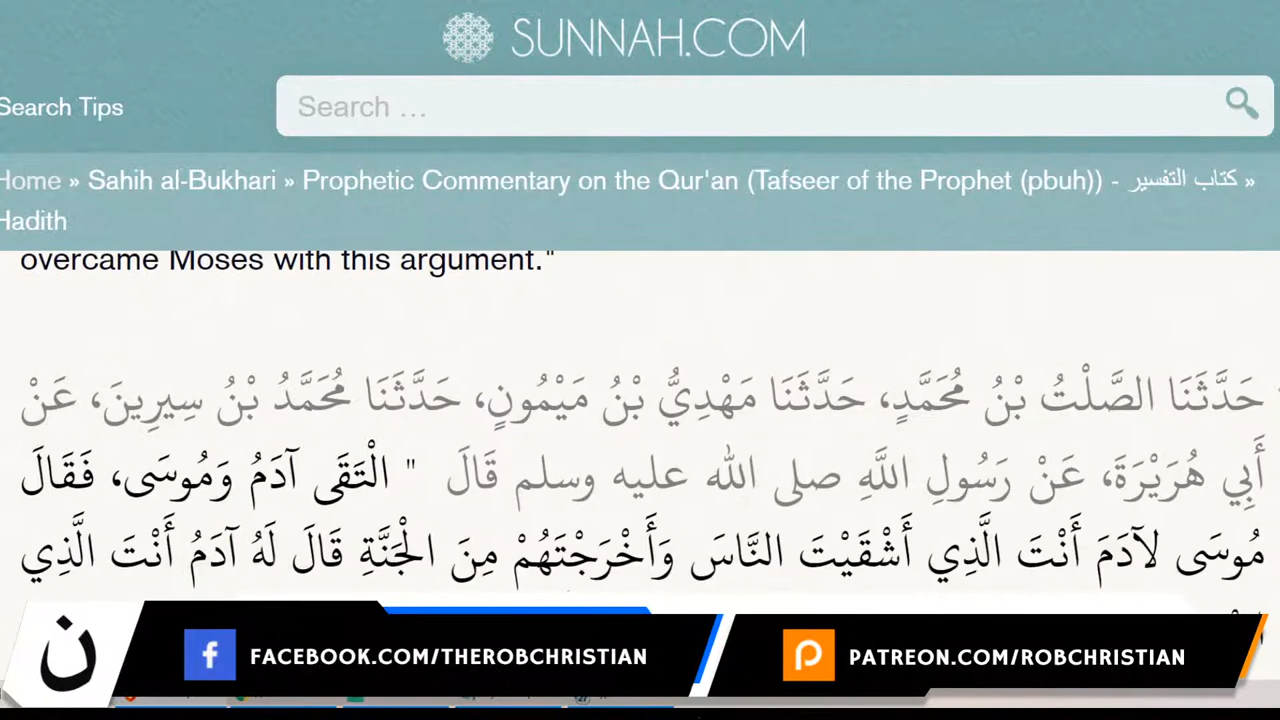 SUNNAH.COM
Search Tips
Search ...
Home » Sahih al-Bukhari » Prophetic Commentary on the Qur'an (Tafseer of the Prophet (pbuh)) - كتاب التفسير »
Hadith
overcame Moses with this argument."
حَدَّثَنَا الصَّلْتُ بْنُ مُحَمَّدٍ، حَدَّثَنَا مَهْدِيُّ بْنُ مَيْمُونٍ، حَدَّثَنَا مُحَمَّدُ بْنُ سِيرِينَ، عَنْ
أَبِي هُرَيْرَةَ، عَنْ رَسُولِ اللَّهِ صلى الله عليه وسلم قَالَ " الْتَقَى آدَمُ وَمُوسَى، فَقَالَ
مُوسَى لآدَمَ أَنْتَ الَّذِي أَشْقَيْتَ النَّاسَ وَأَخْرَجْتَهُمْ مِنَ الْجَنَّةِ قَالَ لَهُ آدَمُ أَنْتَ الَّذِي
ن
FACEBOOK.COM/THEROBCHRISTIAN
PATREON.COM/ROBCHRISTIAN